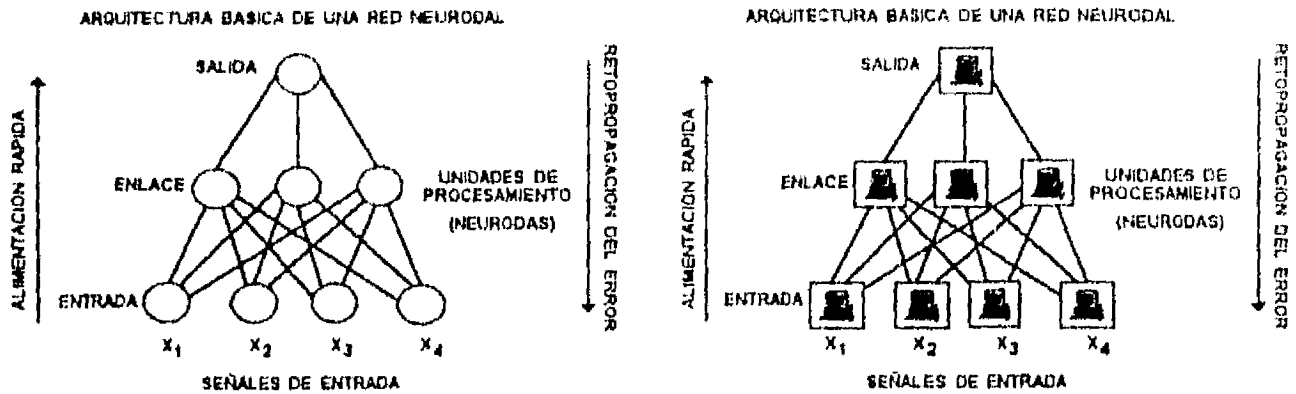 ARQUITECTURA BASICA DE UNA RED NEURODAL
SALIDA
ALIMENTACIÓN RAPIDA
RETOPROPAGACION DEL ERROR
ENLACE
UNIDADES DE
PROCESAMIENTO
(NEURODAS)
ENTRADA
X1 X2 X3 X4
SEÑALES DE ENTRADA
ARQUITECTURA BASICA DE UNA RED NEURODAL
SALIDA
ALIMENTACIÓN RAPIDA
RETOPROPAGACION DEL ERROR
ENLACE
UNIDADES DE
PROCESAMIENTO
(NEURODAS)
ENTRADA
X1 X2 X3 X4
SEÑALES DE ENTRADA